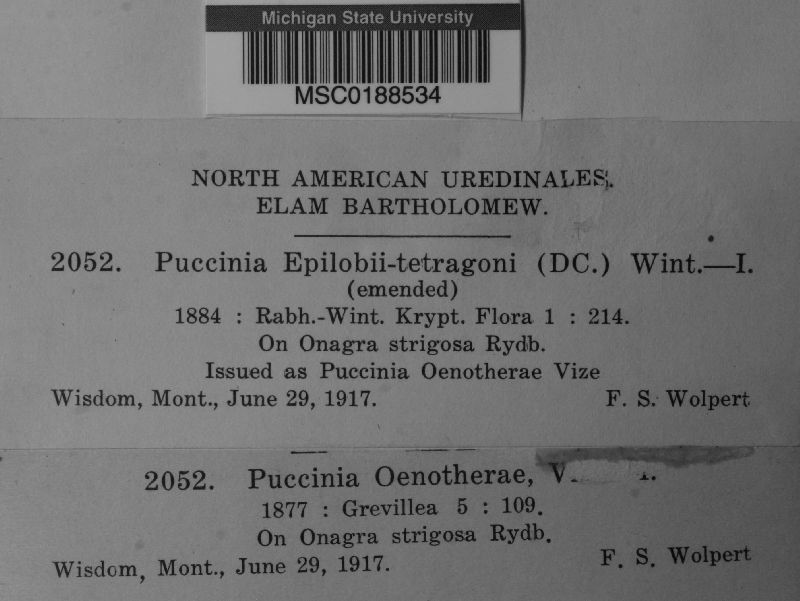 Michigan State University
MSC0188534
NORTH AMERICAN UREDINALES.
ELAM BARTHOLOMEW.
2052. Puccinia Epilobii-tetragoni (DC.) Wint.—I.
(emended)
1884 : Rabh.-Wint. Krypt. Flora 1 : 214.
On Onagra strigosa Rydb.
Issued as Puccinia Oenotherae Vize
Wisdom, Mont., June 29, 1917. F. S. Wolpert
2052. Puccinia Oenotherae,
1877 : Grevillea 5 : 109.
On Onagra strigosa Rydb.
Wisdom, Mont., June 29, 1917. F. S. Wolpert